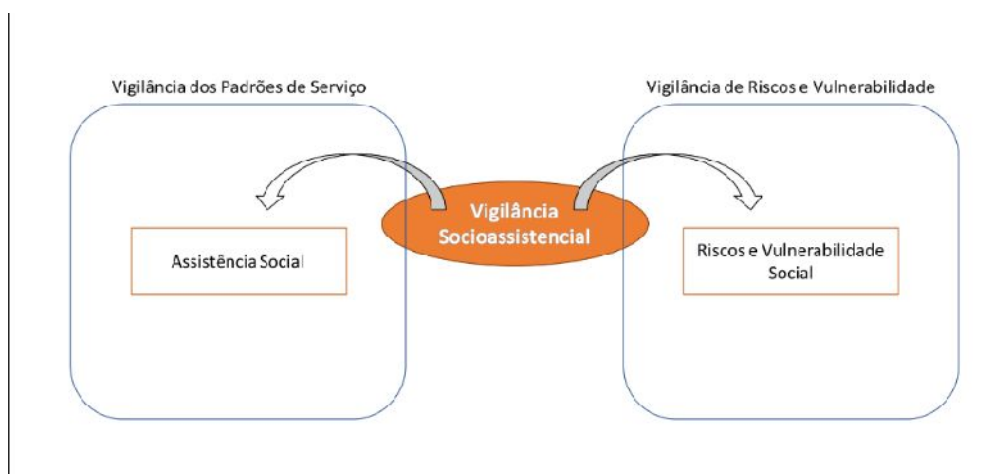 Vigilância dos Padrões de Serviço
Vigilância de Riscos e Vulnerabilidade
Vigilância
Socioassistencial
Assistência Social
Riscos e Vulnerabilidade
Social